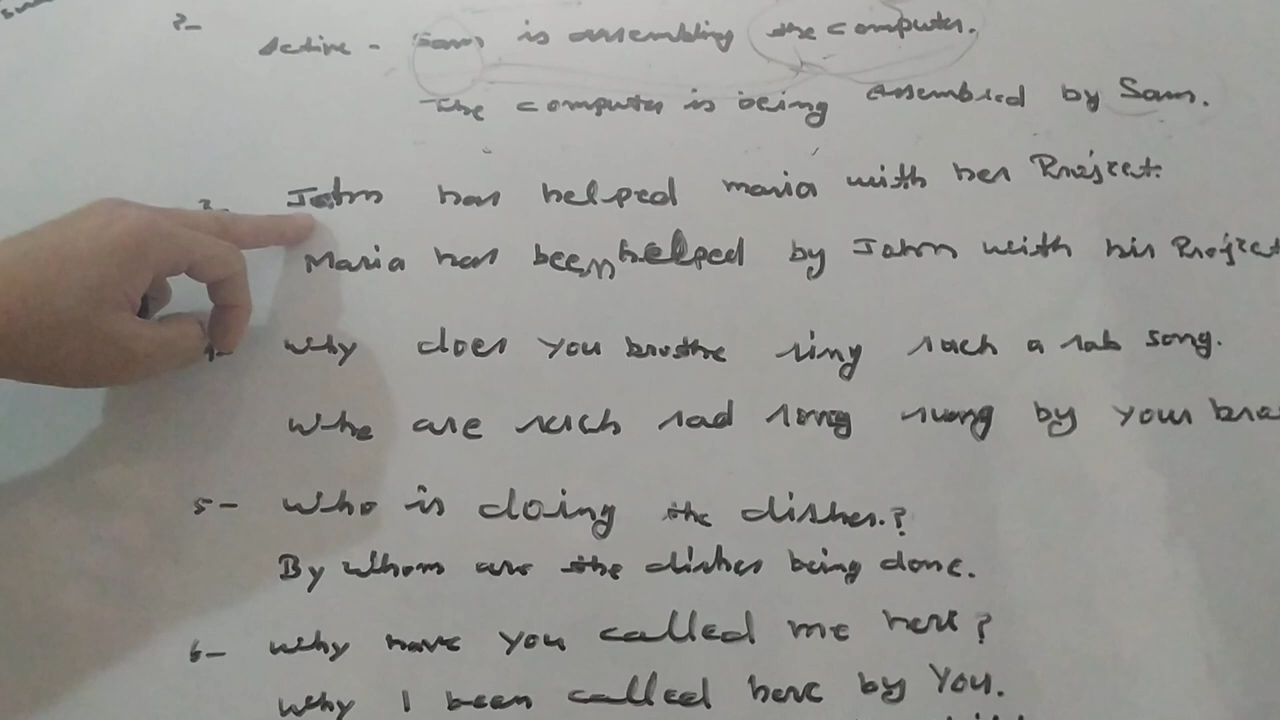 2-
Active - Sam is assembling the computer.
The computer is being assembled by Sam.
3- John has helped maria with her Project.
Maria has been helped by John with his Project
4- Why does you brothe sing such a sab song.
Whe are such sad song sung by your bro
5- Who is doing the dishes.?
By whom are the dishes being done.
6- Why have you called me here?
Why I been called here by You.